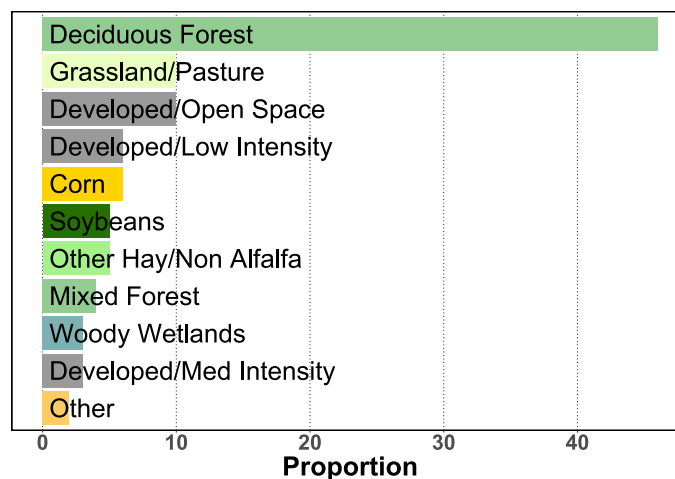 Deciduous Forest
Grassland/Pasture
Developed/Open Space
Developed/Low Intensity
Corn
Soybeans
Other Hay/Non Alfalfa
Mixed Forest
Woody Wetlands
Developed/Med Intensity
Other
0 10 20 30 40
Proportion